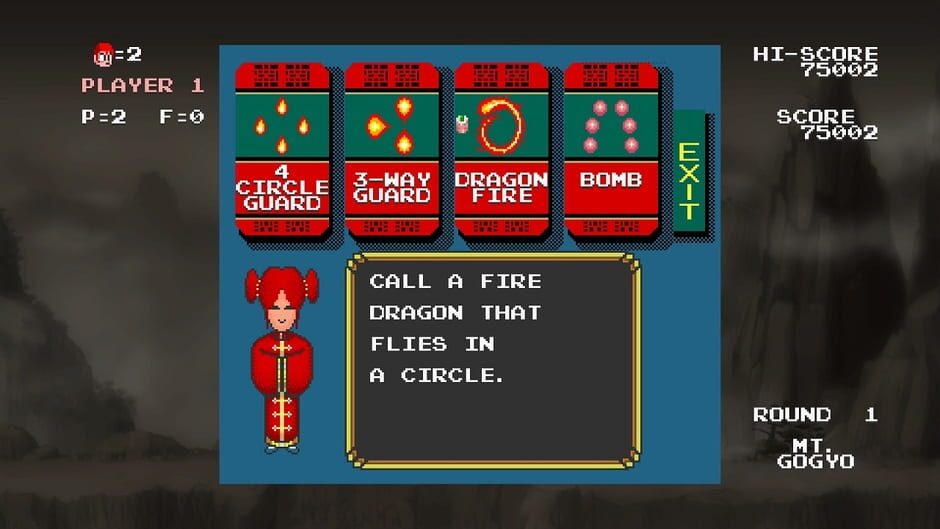 =2
PLAYER 1
P=2 F=0
4
CIRCLE
GUARD
3-WAY
GUARD
DRAGON
FIRE
BOMB
EXIT
CALL A FIRE
DRAGON THAT
FLIES IN
A CIRCLE.
HI-SCORE
75002
SCORE
75002
ROUND 1
MT.
GOGYO